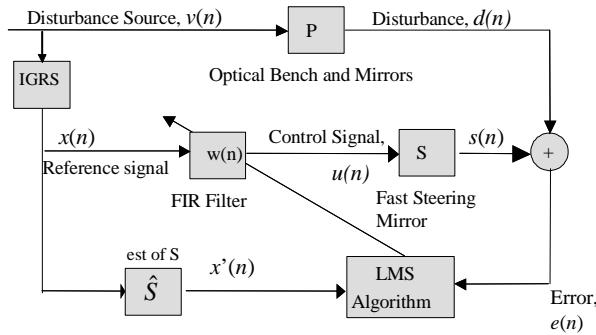 Disturbance Source, v(n)
P
Disturbance, d(n)
Optical Bench and Mirrors
IGRS
x(n)
Reference signal
w(n)
FIR Filter
Control Signal,
u(n)
S
s(n)
+
Fast Steering
Mirror
est of S
Ŝ
x'(n)
LMS
Algorithm
Error,
e(n)